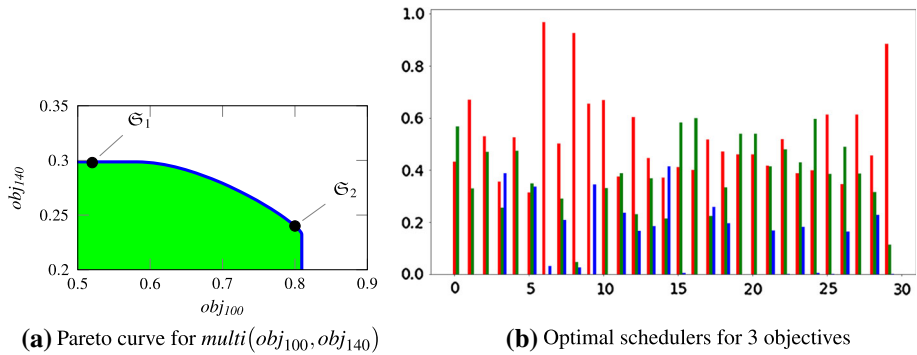 0.35
0.3
0.25
0.2
obj140
𝔖1
𝔖2
0.5 0.6 0.7 0.8 0.9
obj100
(a) Pareto curve for multi(obj100, obj140)
1.0
0.8
0.6
0.4
0.2
0.0
0 5 10 15 20 25 30
(b) Optimal schedulers for 3 objectives